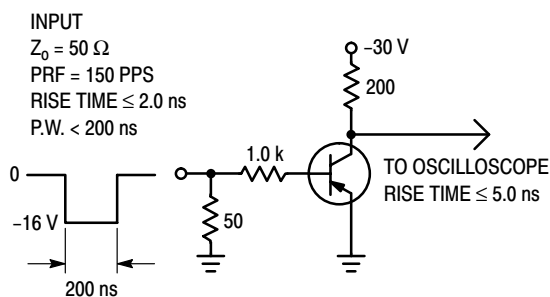 INPUT
Zo = 50 Ω
PRF = 150 PPS
RISE TIME ≤ 2.0 ns
P.W. < 200 ns
−30 V
200
1.0 k
TO OSCILLOSCOPE
RISE TIME ≤ 5.0 ns
0
50
−16 V
200 ns